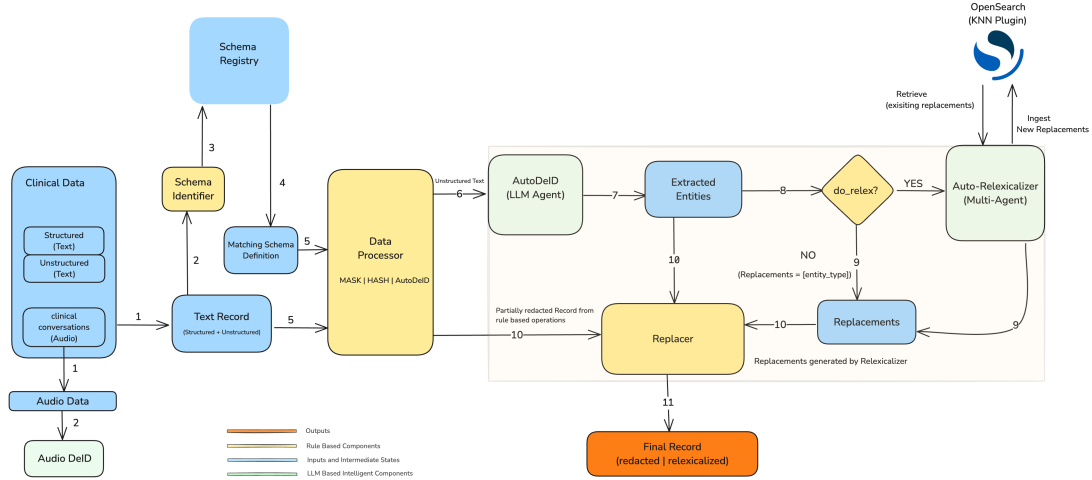 OpenSearch
(KNN Plugin)
Schema
Registry
Retrieve
(exisiting replacements)
Ingest
New Replacements
3
Clinical Data
Schema
Identifier
4
Unstructured Text
6
AutoDeID
(LLM Agent)
7
Extracted
Entities
8
do_relex?
YES
Auto-Relexicalizer
(Multi-Agent)
Structured
(Text)
Unstructured
(Text)
2
Matching Schema
Definition
5
Data
Processor
MASK | HASH | AutoDeID
10
NO
9
(Replacements = [entity_type])
clinical
conversations
(Audio)
1
Text Record
(Structured + Unstructured)
5
Partially redacted Record from
rule based operations
10
Replacer
10
Replacements
9
Replacements generated by Relexicalizer
1
Audio Data
2
Audio DeID
11
Outputs
Rule Based Components
Inputs and Intermediate States
LLM Based Intelligent Components
Final Record
(redacted | relexicalized)